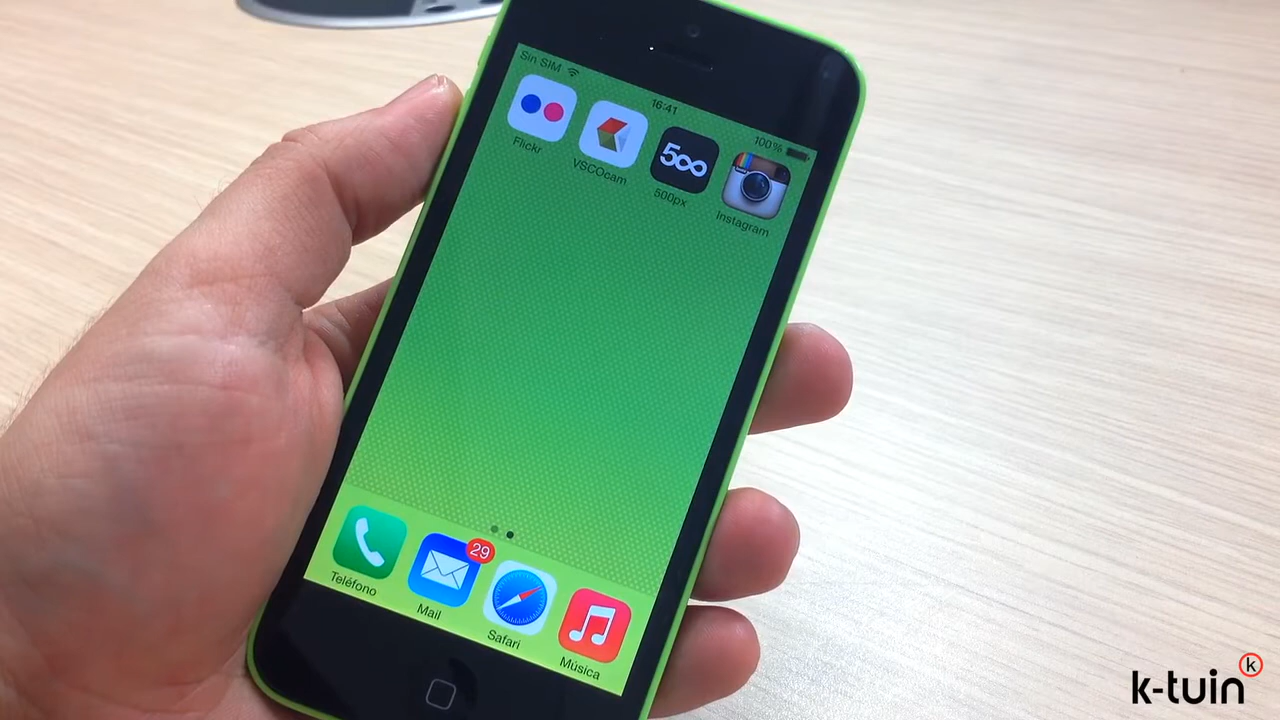 Sin SIM
16:41
100%
Flickr
VSCOcam
500
500px
Instagram
Teléfono
29
Mail
Safari
Música
k-tuin
k